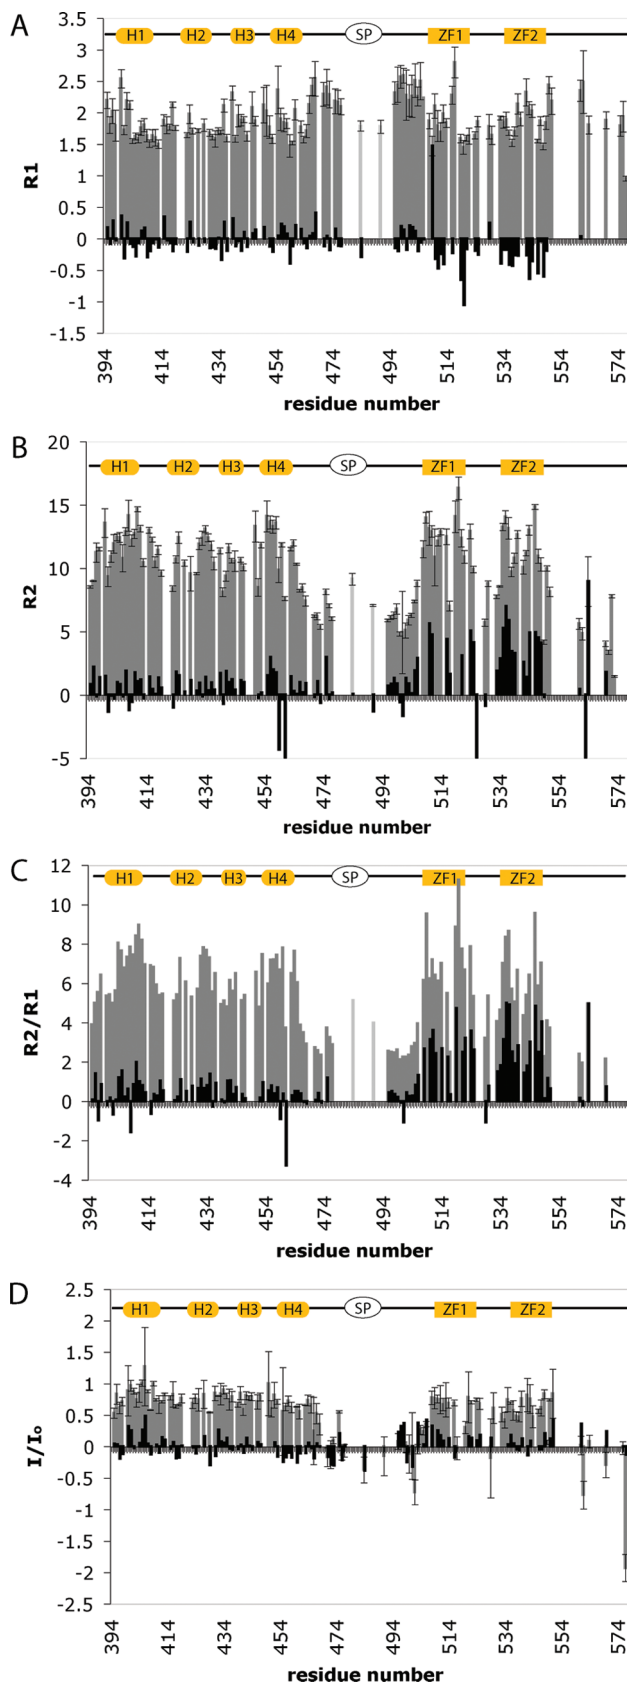 A
H1 H2 H3 H4 SP ZF1 ZF2
3.5
3
2.5
2
1.5
1
0.5
0
-0.5
-1
-1.5
R1
394 414 434 454 474 494 514 534 554 574
residue number
B
H1 H2 H3 H4 SP ZF1 ZF2
20
15
10
5
0
-5
R2
394 414 434 454 474 494 514 534 554 574
residue number
C
H1 H2 H3 H4 SP ZF1 ZF2
12
10
8
6
4
2
0
-2
-4
R2/R1
394 414 434 454 474 494 514 534 554 574
residue number
D
H1 H2 H3 H4 SP ZF1 ZF2
2.5
2
1.5
1
0.5
0
-0.5
-1
-1.5
-2
-2.5
I/I₀
394 414 434 454 474 494 514 534 554 574
residue number